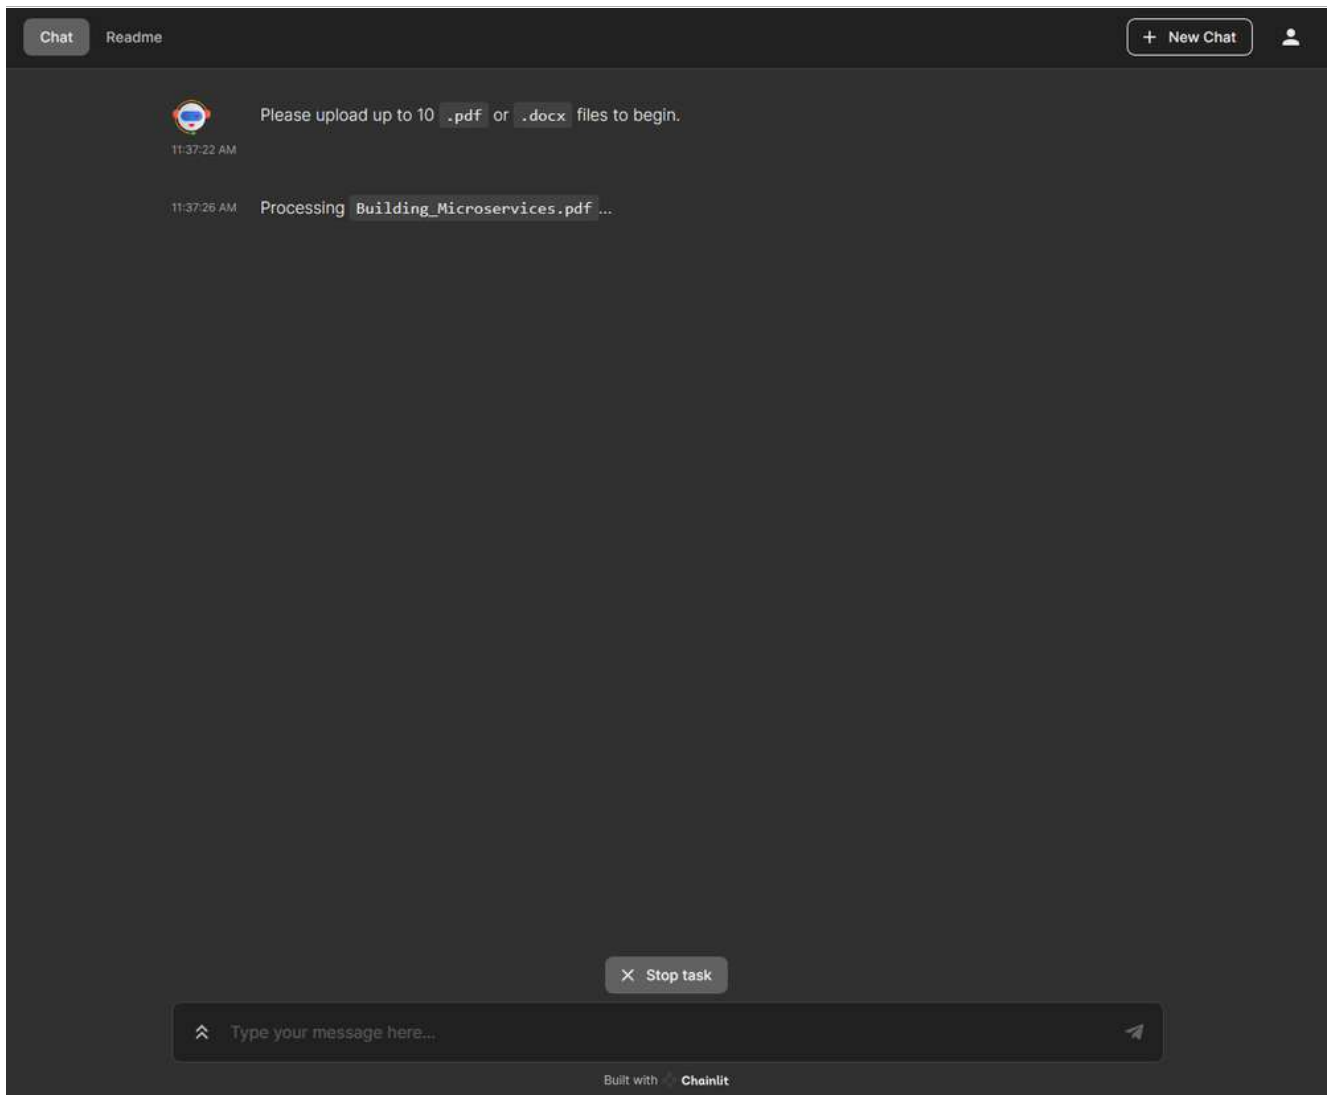 Chat Readme + New Chat
Please upload up to 10 .pdf or .docx files to begin.
11:37:22 AM
11:37:26 AM Processing Building_Microservices.pdf...
Stop task
Type your message here...
Built with Chainlit